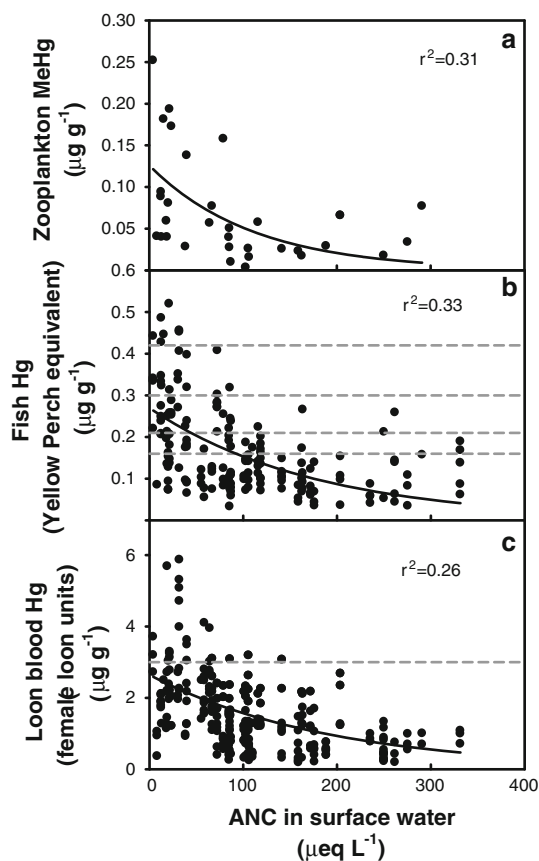 a
r²=0.31
Zooplankton MeHg
(µg g⁻¹)
0.30
0.25
0.20
0.15
0.10
0.05
0.6
b
r²=0.33
Fish Hg
(Yellow Perch equivalent)
(µg g⁻¹)
0.5
0.4
0.3
0.2
0.1
c
r²=0.26
Loon blood Hg
(female loon units)
(µg g⁻¹)
6
4
2
0
0 100 200 300 400
ANC in surface water
(µeq L⁻¹)